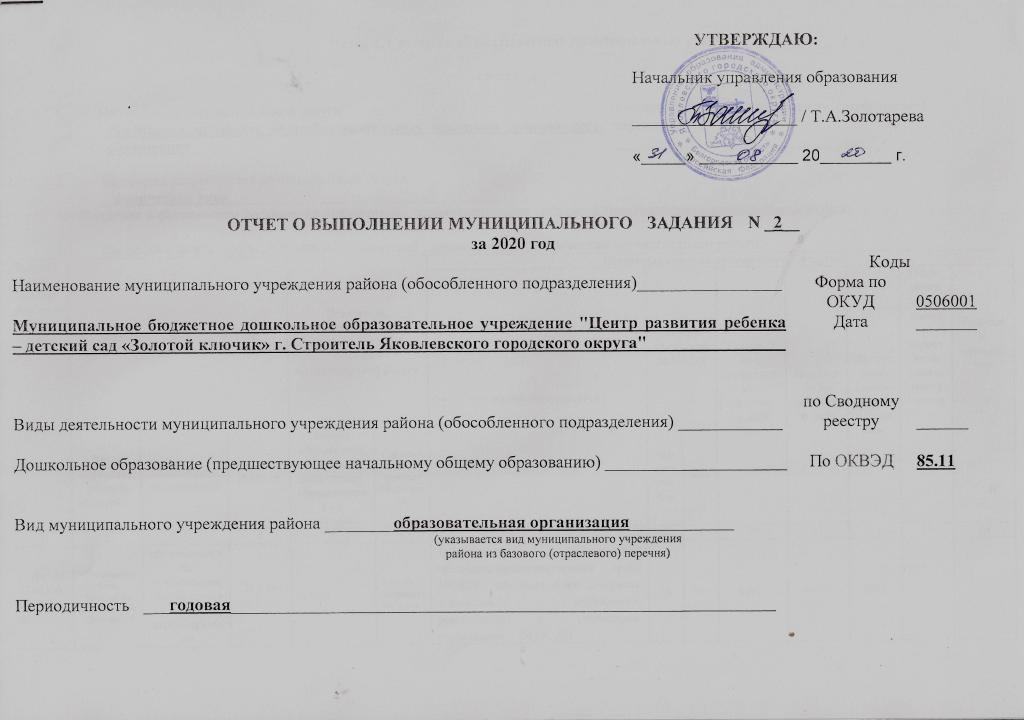 УТВЕРЖДАЮ:
Начальник управления образования
/ Т.А.Золотарева
« 31 » 08 20 20 г.
ОТЧЕТ О ВЫПОЛНЕНИИ МУНИЦИПАЛЬНОГО ЗАДАНИЯ N 2
за 2020 год
Коды
Наименование муниципального учреждения района (обособленного подразделения)
Форма по
ОКУД 0506001
Муниципальное бюджетное дошкольное образовательное учреждение "Центр развития ребенка
Дата
– детский сад «Золотой ключик» г. Строитель Яковлевского городского округа"
по Сводному
Виды деятельности муниципального учреждения района (обособленного подразделения) реестру
Дошкольное образование (предшествующее начальному общему образованию) По ОКВЭД 85.11
Вид муниципального учреждения района образовательная организация
(указывается вид муниципального учреждения
района из базового (отраслевого) перечня)
Периодичность годовая